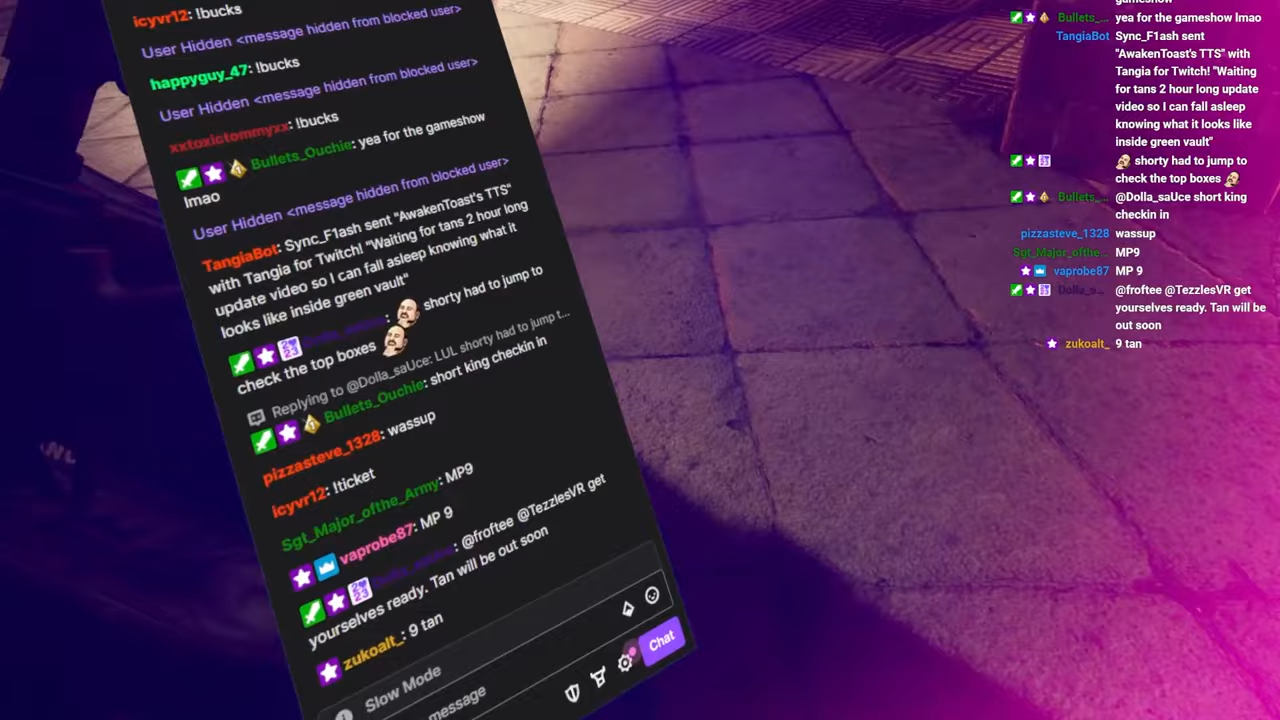 icyvr12: !bucks
User Hidden <message hidden from blocked user>
happyguy_47: !bucks
User Hidden <message hidden from blocked user>
xxtoxictommyxx: !bucks
Bullets_Ouchie: yea for the gameshow
lmao
User Hidden <message hidden from blocked user>
TangiaBot: Sync_F1ash sent "AwakenToast's TTS"
with Tangia for Twitch! "Waiting for tans 2 hour long
update video so I can fall asleep knowing what it
looks like inside green vault"
: shorty had to jump to
check the top boxes
Replying to @Dolla_saUce: LUL shorty had to jump t...
Bullets_Ouchie: short king checkin in
pizzasteve_1328: wassup
icyvr12: !ticket
Sgt_Major_ofthe_Army: MP9
vaprobe87: MP 9
: @froftee @TezzlesVR get
yourselves ready. Tan will be out soon
zukoalt_: 9 tan
Slow Mode
message
Chat
gameshow
Bullets_... yea for the gameshow lmao
TangiaBot Sync_F1ash sent
"AwakenToast's TTS" with
Tangia for Twitch! "Waiting
for tans 2 hour long update
video so I can fall asleep
knowing what it looks like
inside green vault"
shorty had to jump to
check the top boxes
Bullets_... @Dolla_saUce short king
checkin in
pizzasteve_1328 wassup
Sgt_Major_ofthe... MP9
vaprobe87 MP 9
Dolla_s... @froftee @TezzlesVR get
yourselves ready. Tan will be
out soon
zukoalt_ 9 tan